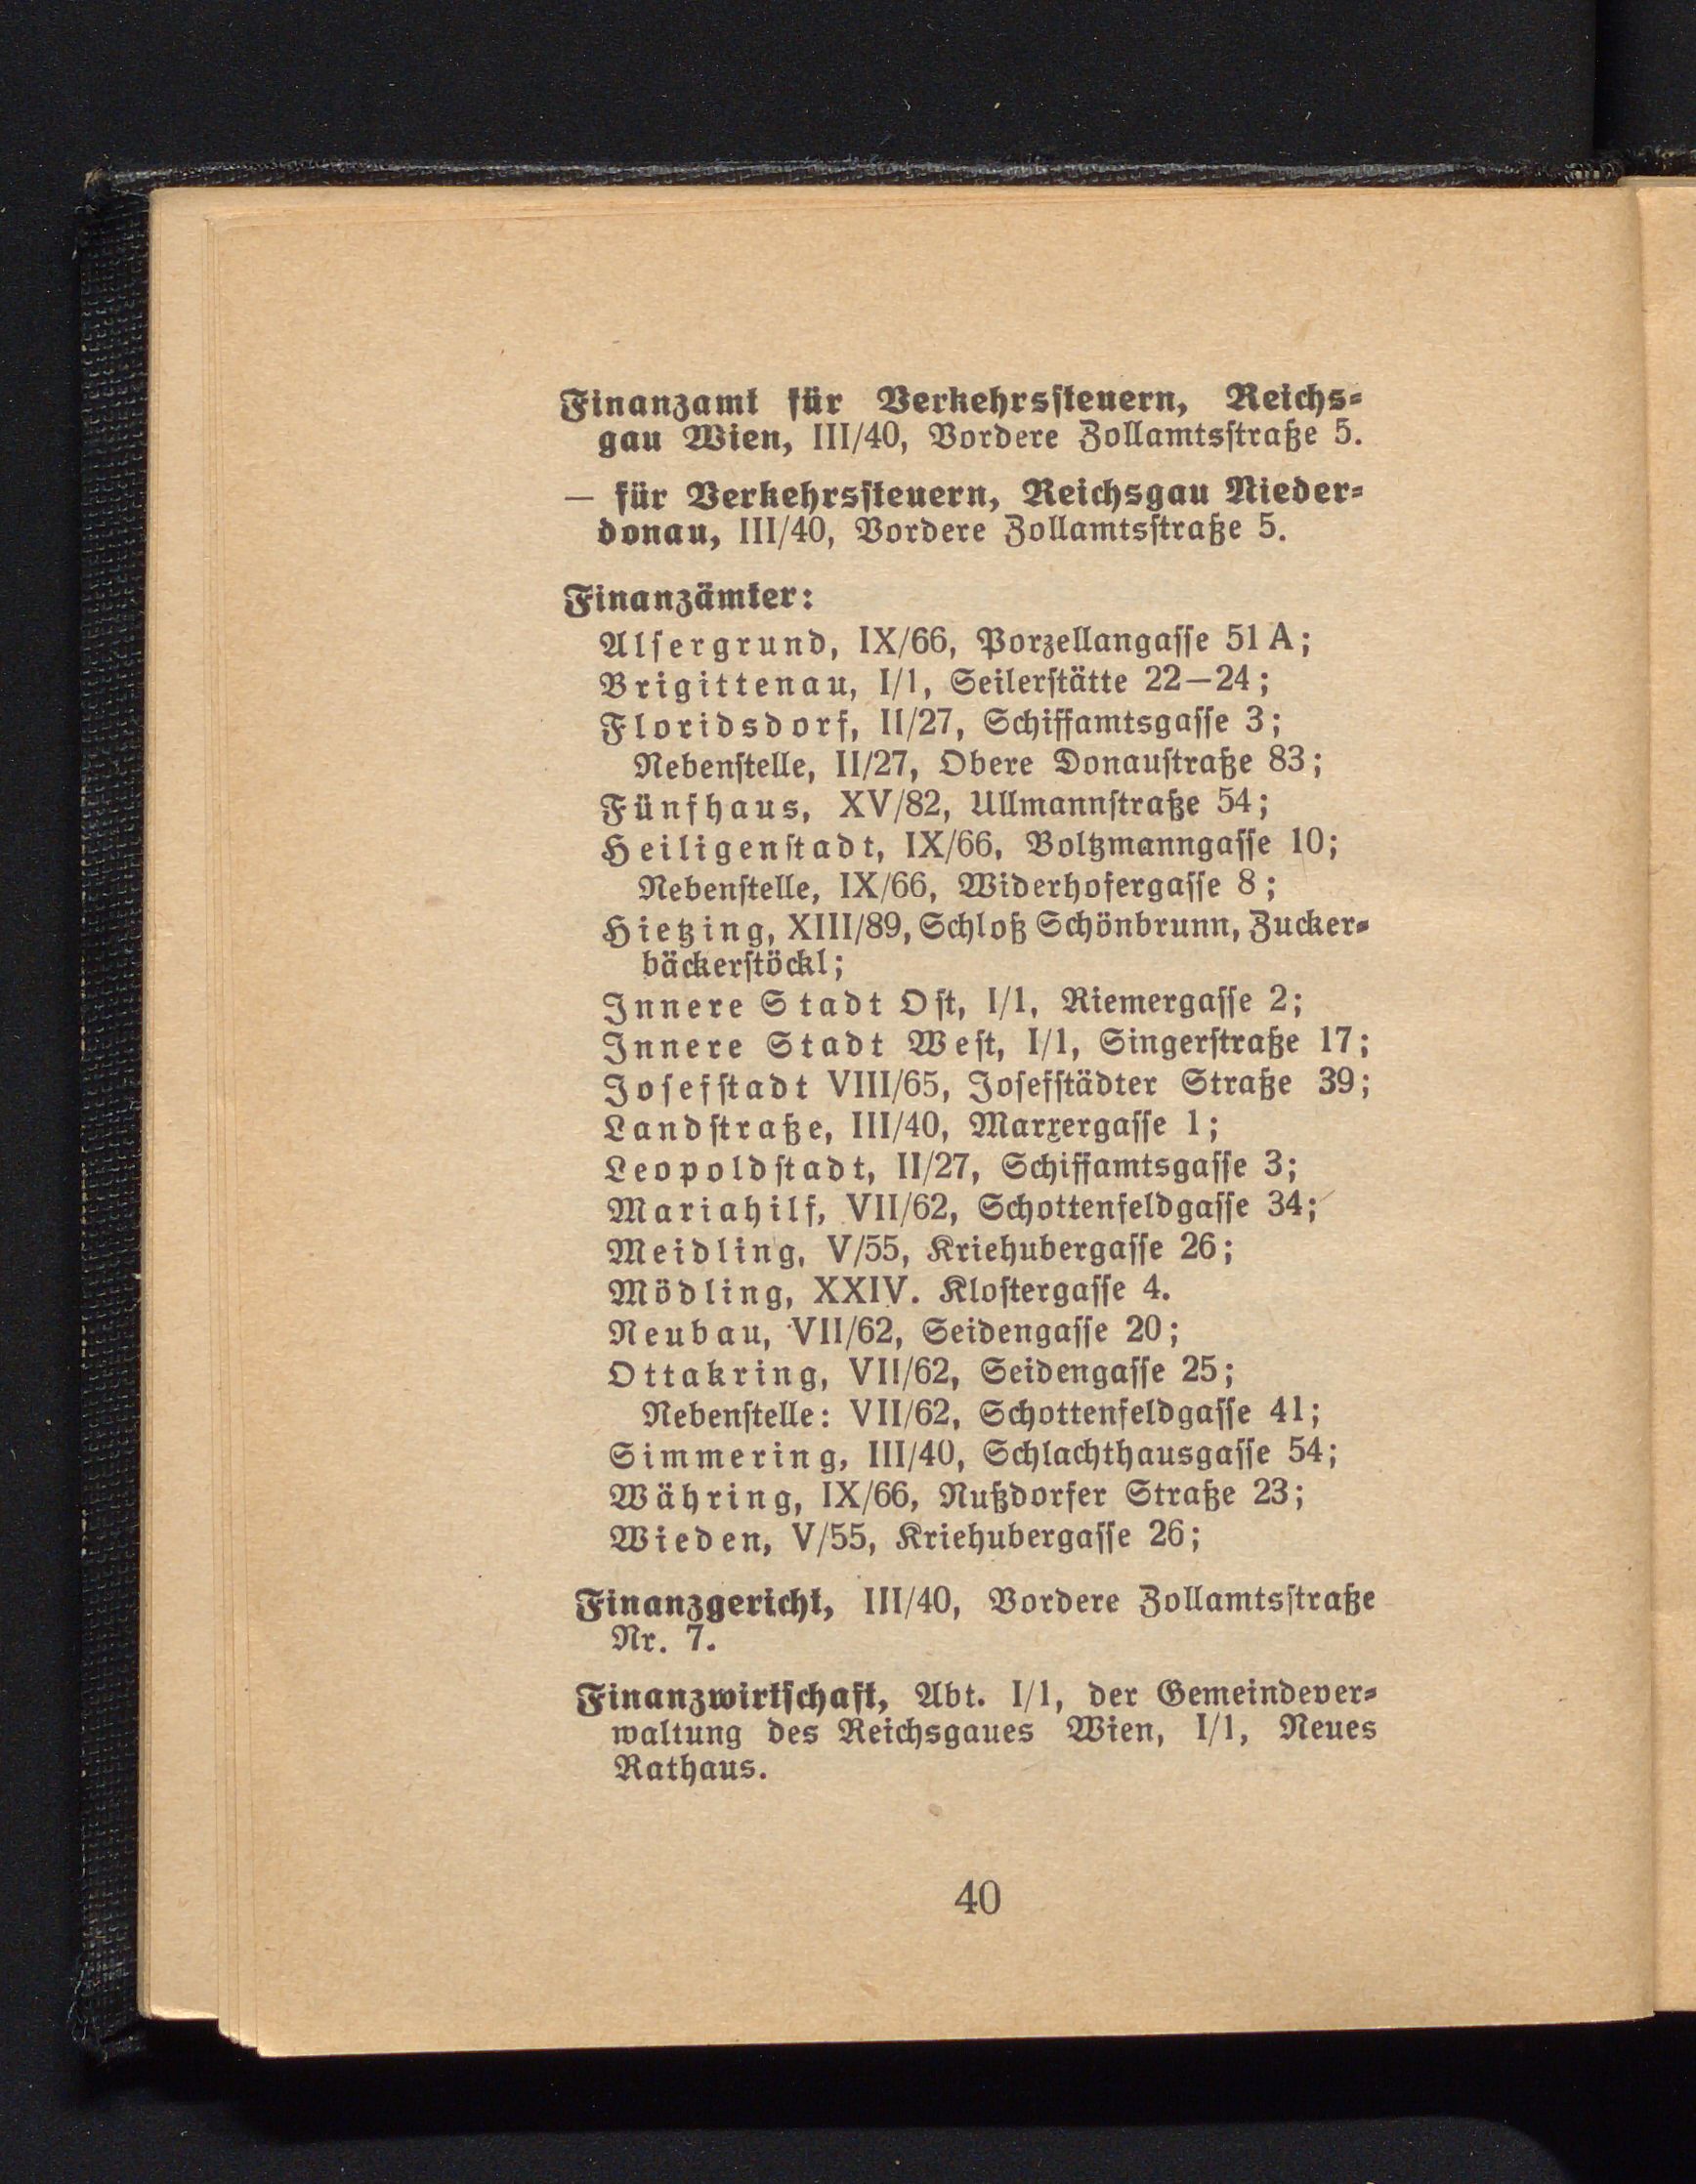 Finanzamt für Verkehrssteuern, Reichs-
gau Wien, III/40, Vordere Zollamtsstraße 5.
— für Verkehrssteuern, Reichsgau Nieder-
donau, III/40, Vordere Zollamtsstraße 5.
Finanzämter:
Alsergrund, IX/66, Porzellangasse 51 A;
Brigittenau, I/1, Seilerstätte 22—24;
Floridsdorf, II/27, Schiffamtsgasse 3;
Nebenstelle, II/27, Obere Donaustraße 83;
Fünfhaus, XV/82, Ullmannstraße 54;
Heiligenstadt, IX/66, Boltzmanngasse 10;
Nebenstelle, IX/66, Widerhofergasse 8;
Hietzing, XIII/89, Schloß Schönbrunn, Zucker-
bäckerstöckl;
Innere Stadt Ost, I/1, Riemergasse 2;
Innere Stadt West, I/1, Singerstraße 17;
Josefstadt VIII/65, Josefstädter Straße 39;
Landstraße, III/40, Marxergasse 1;
Leopoldstadt, II/27, Schiffamtsgasse 3;
Mariahilf, VII/62, Schottenfeldgasse 34;
Meidling, V/55, Kriehubergasse 26;
Mödling, XXIV. Klostergasse 4.
Neubau, VII/62, Seidengasse 20;
Ottakring, VII/62, Seidengasse 25;
Nebenstelle: VII/62, Schottenfeldgasse 41;
Simmering, III/40, Schlachthausgasse 54;
Währing, IX/66, Nußdorfer Straße 23;
Wieden, V/55, Kriehubergasse 26;
Finanzgericht, III/40, Vordere Zollamtsstraße
Nr. 7.
Finanzwirtschaft, Abt. I/1, der Gemeindever-
waltung des Reichsgaues Wien, I/1, Neues
Rathaus.
40